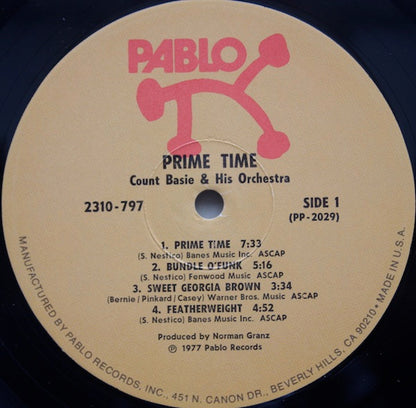 PABLO
PRIME TIME
Count Basie & His Orchestra
2310-797
SIDE 1
(PP-2029)
1. PRIME TIME 7:33
(S. Nestico) Banes Music Inc. ASCAP
2. BUNDLE O'FUNK 5:16
(S. Nestico) Fenwood Music ASCAP
3. SWEET GEORGIA BROWN 3:34
(Bernie/Pinkard/Casey) Warner Bros. Music ASCAP
4. FEATHERWEIGHT 4:52
(S. Nestico) Banes Music Inc. ASCAP
Produced by Norman Granz
℗ 1977 Pablo Records
MANUFACTURED BY PABLO RECORDS, INC., 451 N. CANON DR., BEVERLY HILLS, CA 90210 • MADE IN U.S.A.